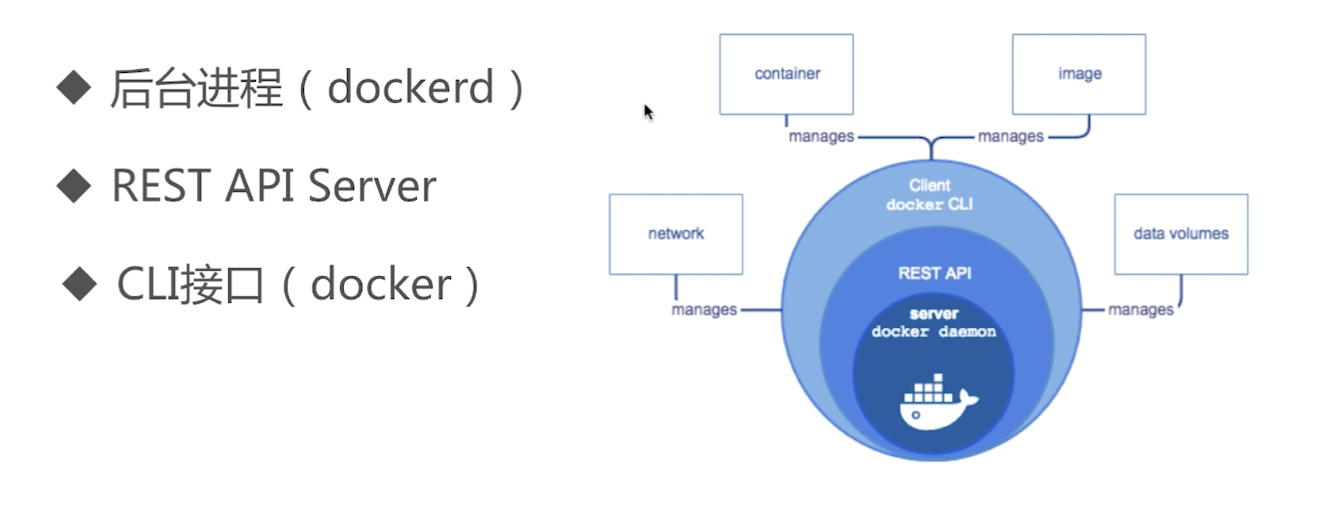 后台进程（dockerd）
REST API Server
CLI接口（docker）
container
image
manages
manages
Client
docker CLI
network
data volumes
REST API
manages
manages
server
docker daemon